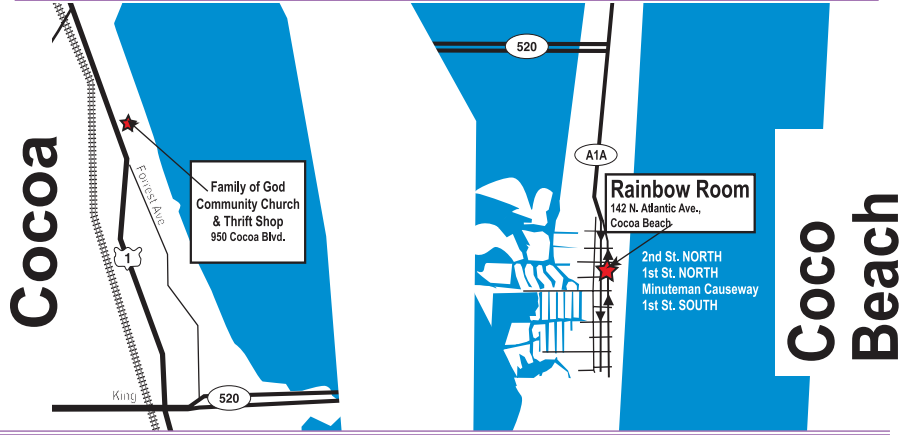 Cocoa
Family of God
Community Church
& Thrift Shop
950 Cocoa Blvd.
Forrest Ave
1
King
520
520
A1A
Rainbow Room
142 N. Atlantic Ave.,
Cocoa Beach
2nd St. NORTH
1st St. NORTH
Minuteman Causeway
1st St. SOUTH
Coco
Beach